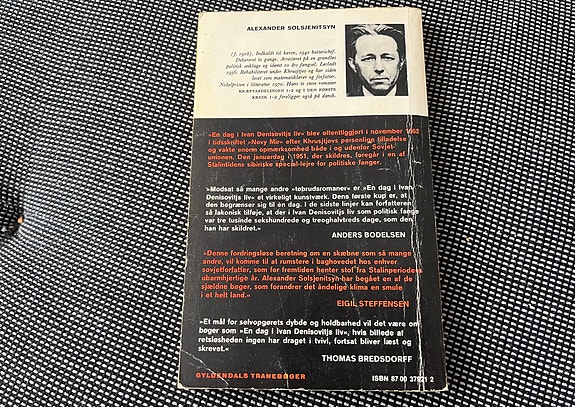 ALEXANDER SOLSJENITSYN
(f. 1918). Indkaldt til hæren, 1940 batterichef.
Dekoreret to gange. Arresteret på en grundløs
politisk anklage og idømt 10 års fængsel. Løsladt
1956. Rehabiliteret under Khrusjtjov og har siden
levet som matematiklærer og forfatter.
Nobelprisen i litteratur 1970. Hans to store romaner
KRÆFTAFDELINGEN 1-2 og I DEN FØRSTE
KREDS 1-2 foreligger også på dansk.
»En dag i Ivan Denisovitjs liv« blev offentliggjort i november 1962
i tidsskriftet »Novy Mir« efter Khrusjtjovs personlige tilladelse
og vakte enorm opmærksomhed både i og udenfor Sovjet-
unionen. Den januardag i 1951, der skildres, foregår i en af
Stalintidens sibiriske special-lejre for politiske fanger.
»Modsat så mange andre »tøbrudsromaner« er »En dag i Ivan
Denisovitjs liv« et virkeligt kunstværk. Dens første kup er, at
den begrænser sig til én dag. I de sidste linjer kan forfatteren
så lakonisk tilføje, at der i Ivan Denisovitjs liv som politisk fange
var tre tusinde sekshundrede og treoghalvtreds dage, som den,
han har skildret.«
ANDERS BODELSEN
»Denne fordringsløse beretning om en skæbne som så mange
andre, vil komme til at rumstere i baghovedet hos enhver
sovjetforfatter, som for fremtiden henter stof fra Stalinperiodens
ubarmhjertige år. Alexander Solsjenitsyn har begået en af de
sjældne bøger, som forandrer det åndelige klima en smule
i et helt land.«
EIGIL STEFFENSEN
»Et mål for selvopgørets dybde og holdbarhed vil det være om
bøger som »En dag i Ivan Denisovitjs liv«, hvis billede af
retsløsheden ingen har draget i tvivl, fortsat bliver læst og
skrevet.«
THOMAS BREDSDORFF
GYLDENDALS TRANEBØGER
ISBN 87 00 37921 2